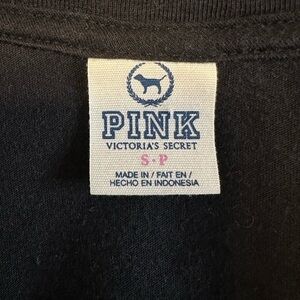 PINK
VICTORIA'S SECRET
S•P
MADE IN / FAIT EN /
HECHO EN INDONESIA